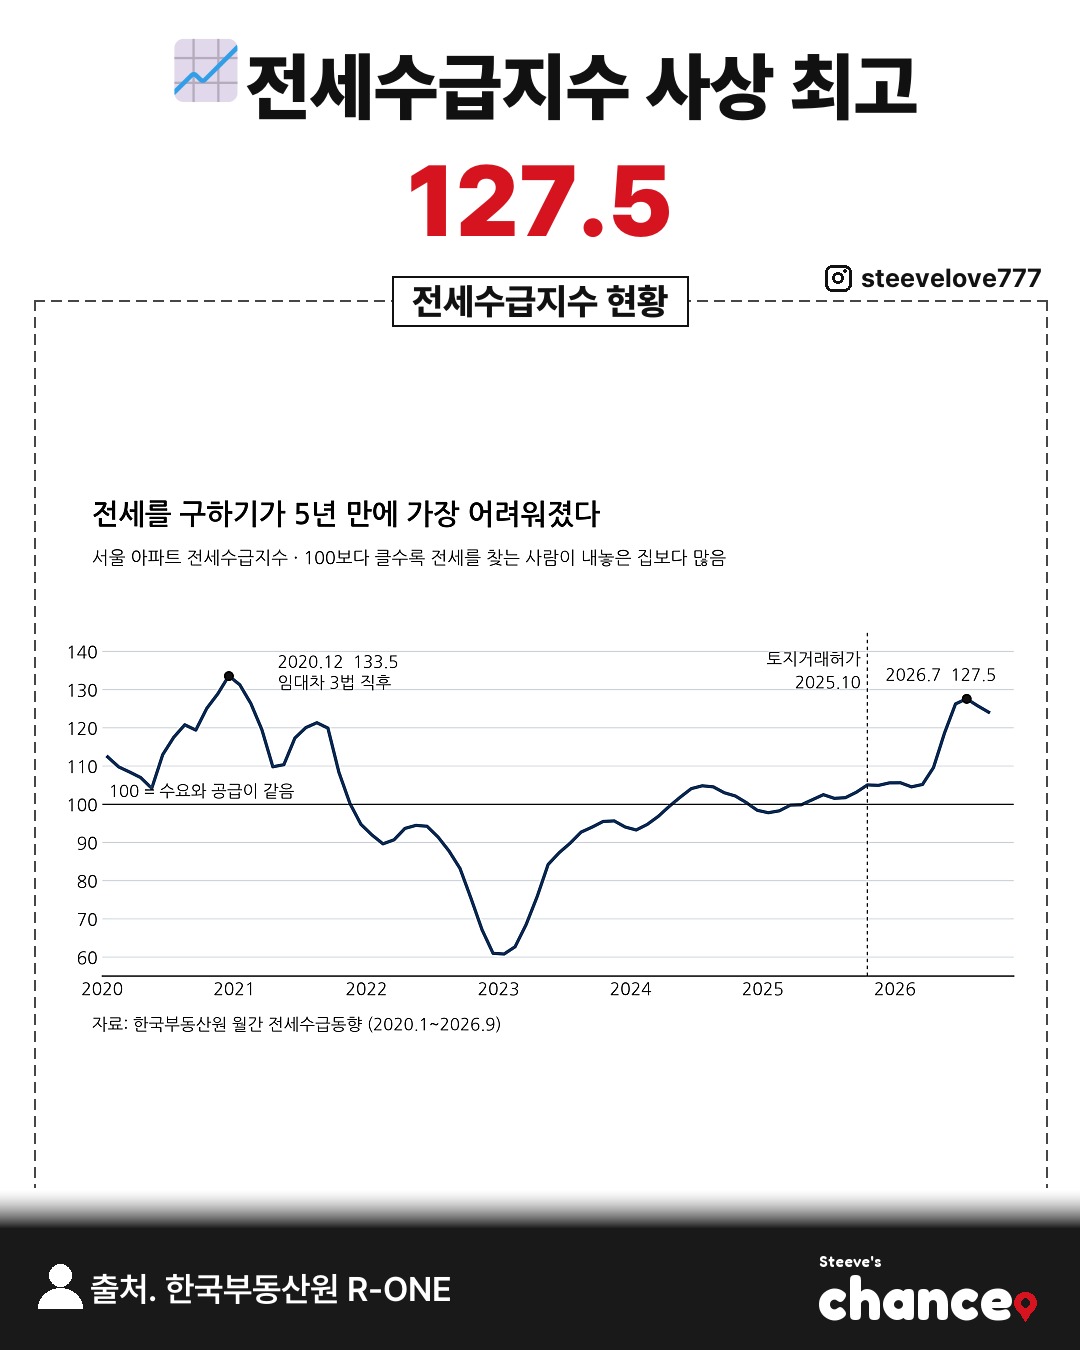 전세수급지수 사상 최고
127.5
steevelove777
전세수급지수 현황
전세를 구하기가 5년 만에 가장 어려워졌다
서울 아파트 전세수급지수 · 100보다 클수록 전세를 찾는 사람이 내놓은 집보다 많음
140
130
120
110
100
90
80
70
60
2020.12 133.5
임대차 3법 직후
토지거래허가
2025.10
2026.7 127.5
100 = 수요와 공급이 같음
2020 2021 2022 2023 2024 2025 2026
자료: 한국부동산원 월간 전세수급동향 (2020.1~2026.9)
출처. 한국부동산원 R-ONE
Steeve's
chance